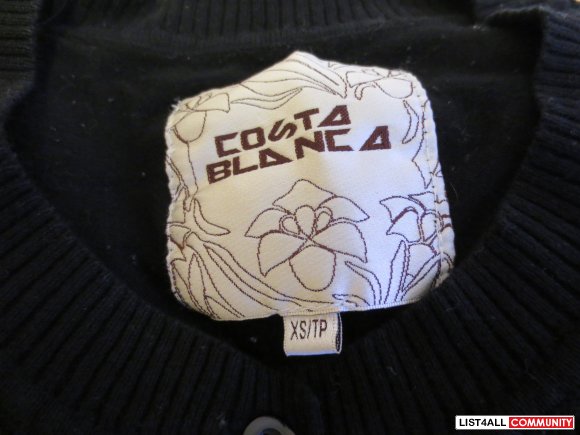 COSTA
BLANCA
XS/TP
LIST4ALL COMMUNITY